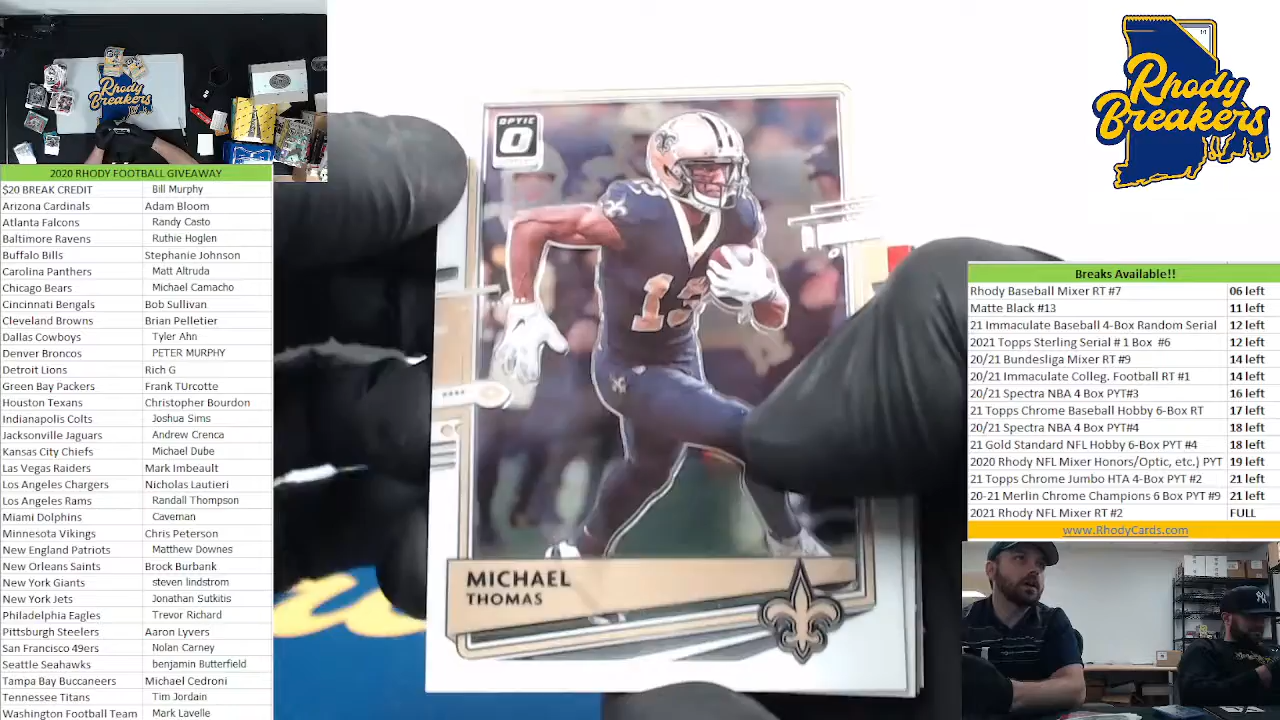 2020 RHODY FOOTBALL GIVEAWAY
$20 BREAK CREDIT Bill Murphy
Arizona Cardinals Adam Bloom
Atlanta Falcons Randy Casto
Baltimore Ravens Ruthie Hoglen
Buffalo Bills Stephanie Johnson
Carolina Panthers Matt Altruda
Chicago Bears Michael Camacho
Cincinnati Bengals Bob Sullivan
Cleveland Browns Brian Pelletier
Dallas Cowboys Tyler Ahn
Denver Broncos PETER MURPHY
Detroit Lions Rich G
Green Bay Packers Frank TUrcotte
Houston Texans Christopher Bourdon
Indianapolis Colts Joshua Sims
Jacksonville Jaguars Andrew Crenca
Kansas City Chiefs Michael Dube
Las Vegas Raiders Mark Imbeault
Los Angeles Chargers Nicholas Lautieri
Los Angeles Rams Randall Thompson
Miami Dolphins Caveman
Minnesota Vikings Chris Peterson
New England Patriots Matthew Downes
New Orleans Saints Brock Burbank
New York Giants steven lindstrom
New York Jets Jonathan Sutkitis
Philadelphia Eagles Trevor Richard
Pittsburgh Steelers Aaron Lyvers
San Francisco 49ers Nolan Carney
Seattle Seahawks benjamin Butterfield
Tampa Bay Buccaneers Michael Cedroni
Tennessee Titans Tim Jordain
Washington Football Team Mark Lavelle
Rhody
Breakers
OPTIC
O
13
MICHAEL
THOMAS
Rhody
Breakers
Breaks Available!!
Rhody Baseball Mixer RT #7 06 left
Matte Black #13 11 left
21 Immaculate Baseball 4-Box Random Serial 12 left
2021 Topps Sterling Serial # 1 Box #6 12 left
20/21 Bundesliga Mixer RT #9 14 left
20/21 Immaculate Colleg. Football RT #1 14 left
20/21 Spectra NBA 4 Box PYT#3 16 left
21 Topps Chrome Baseball Hobby 6-Box RT 17 left
20/21 Spectra NBA 4 Box PYT#4 18 left
21 Gold Standard NFL Hobby 6-Box PYT #4 18 left
2020 Rhody NFL Mixer Honors/Optic, etc.) PYT 19 left
21 Topps Chrome Jumbo HTA 4-Box PYT #2 21 left
20-21 Merlin Chrome Champions 6 Box PYT #9 21 left
2021 Rhody NFL Mixer RT #2 FULL
www.RhodyCards.com